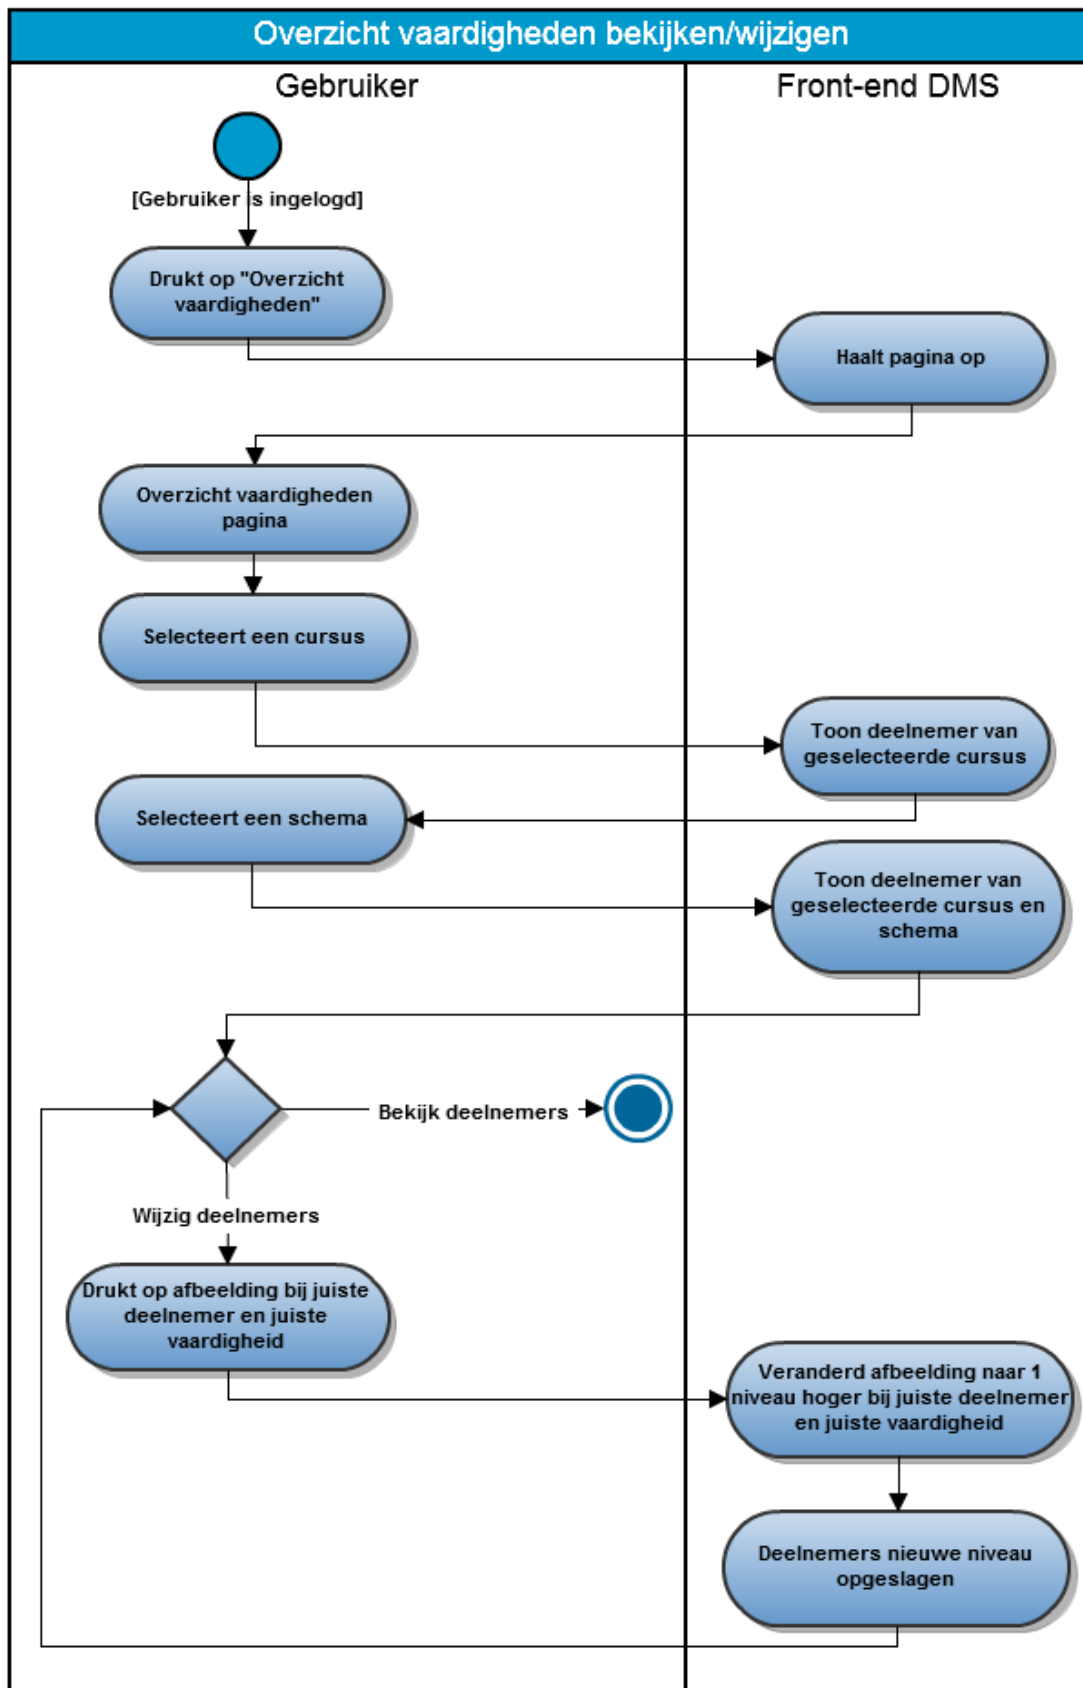 Overzicht vaardigheden bekijken/wijzigen
Gebruiker
Front-end DMS
[Gebruiker is ingelogd]
Drukt op "Overzicht
vaardigheden"
Haalt pagina op
Overzicht vaardigheden
pagina
Selecteert een cursus
Toon deelnemer van
geselecteerde cursus
Selecteert een schema
Toon deelnemer van
geselecteerde cursus en
schema
Bekijk deelnemers
Wijzig deelnemers
Drukt op afbeelding bij juiste
deelnemer en juiste
vaardigheid
Veranderd afbeelding naar 1
niveau hoger bij juiste deelnemer
en juiste vaardigheid
Deelnemers nieuwe niveau
opgeslagen